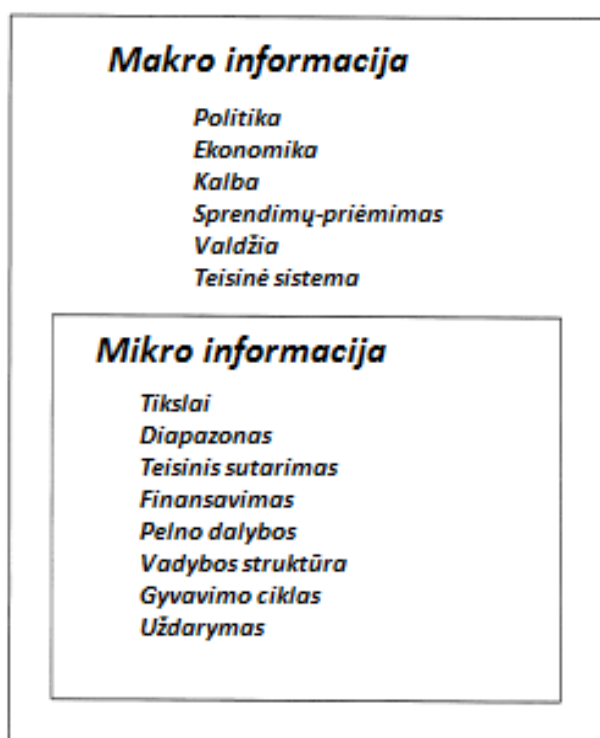 Makro informacija
Politika
Ekonomika
Kalba
Sprendimų-priėmimas
Valdžia
Teisinė sistema
Mikro informacija
Tikslai
Diapazonas
Teisinis sutarimas
Finansavimas
Pelno dalybos
Vadybos struktūra
Gyvavimo ciklas
Uždarymas